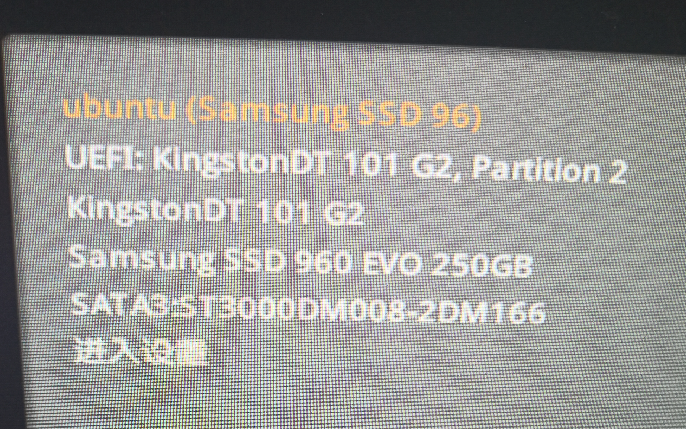 ubuntu (Samsung SSD 96)
UEFI: KingstonDT 101 G2, Partition 2
KingstonDT 101 G2
Samsung SSD 960 EVO 250GB
SATA3:ST3000DM008-2DM166
进入设置